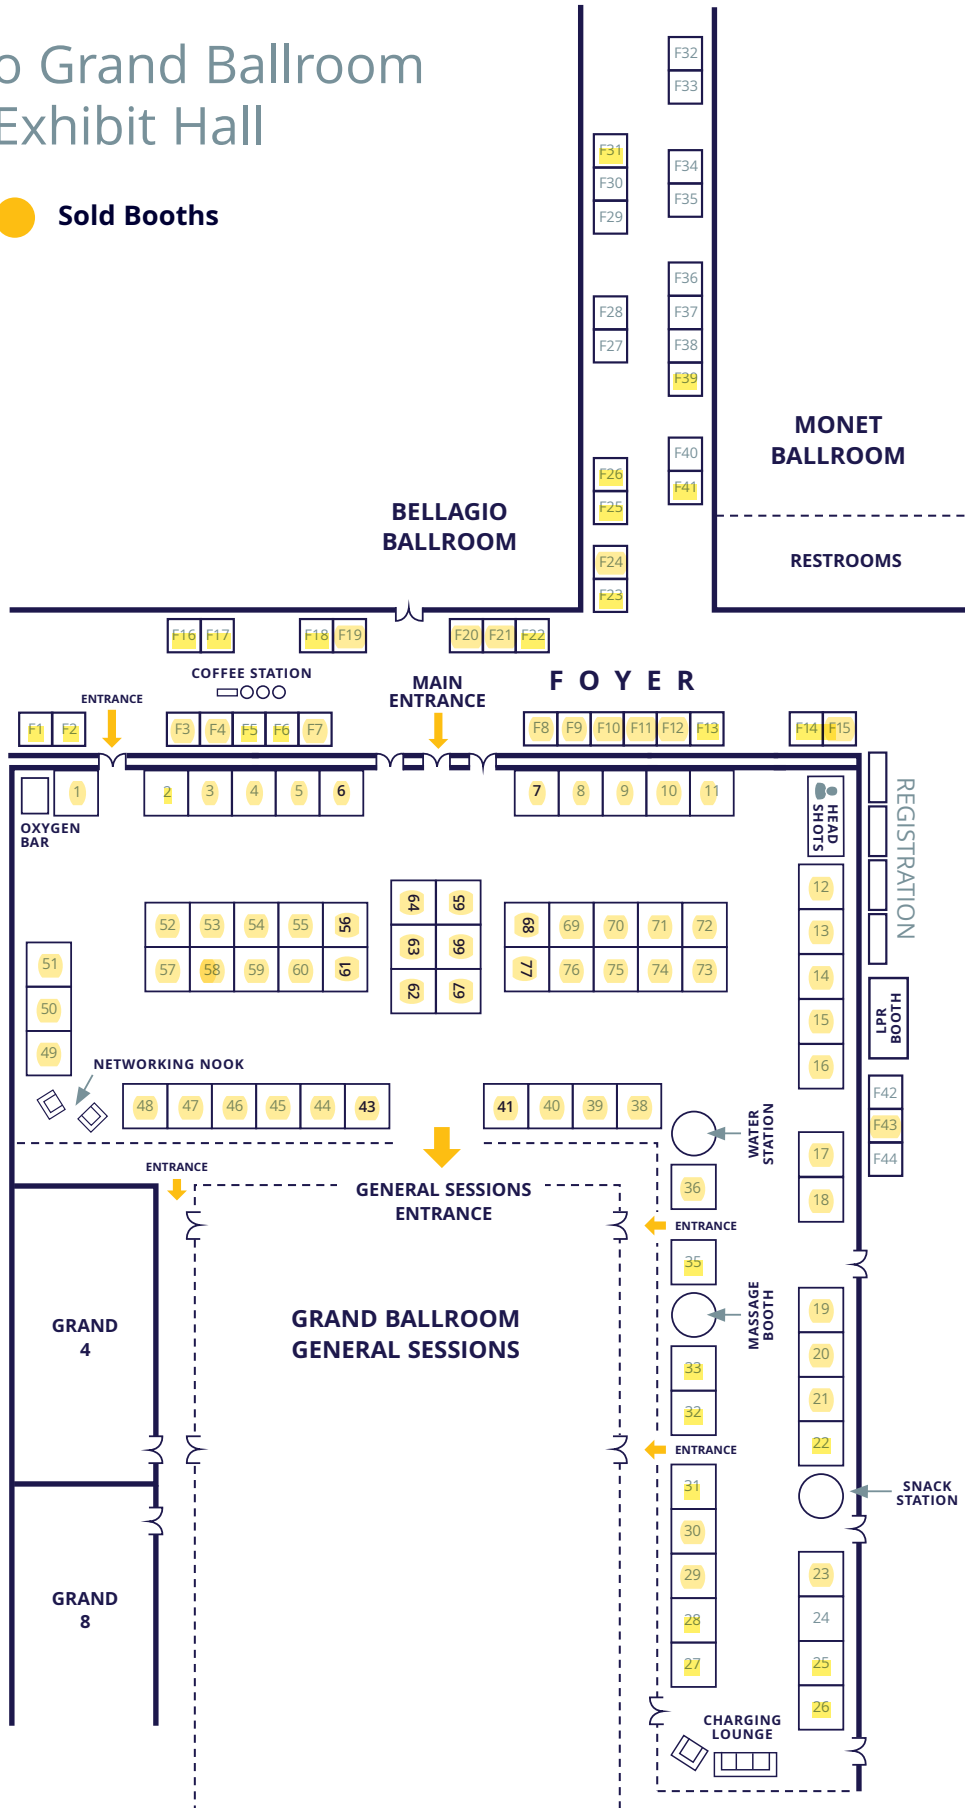 o Grand Ballroom
Exhibit Hall
Sold Booths
F32
F33
F31
F30
F29
F34
F35
F36
F37
F38
F39
F28
F27
F40
F41
F26
F25
F24
F23
MONET
BALLROOM
RESTROOMS
BELLAGIO
BALLROOM
F16 F17
F18 F19
F20 F21 F22
COFFEE STATION
ENTRANCE
MAIN
ENTRANCE
FOYER
F1 F2
F3 F4 F5 F6 F7
F8 F9 F10 F11 F12 F13
F14 F15
1
2 3 4 5 6
7 8 9 10 11
OXYGEN
BAR
HEAD
SHOTS
REGISTRATION
12
13
14
15
16
52 53 54 55 56
57 58 59 60 61
64 65
63 66
62 67
68 69 70 71 72
77 76 75 74 73
51
50
49
LPR
BOOTH
NETWORKING NOOK
48 47 46 45 44 43
41 40 39 38
F42
F43
F44
WATER
STATION
17
18
ENTRANCE
GENERAL SESSIONS
ENTRANCE
36
ENTRANCE
35
MASSAGE
BOOTH
GRAND
4
GRAND BALLROOM
GENERAL SESSIONS
19
20
21
22
33
32
ENTRANCE
SNACK
STATION
31
30
29
28
27
GRAND
8
23
24
25
26
CHARGING
LOUNGE